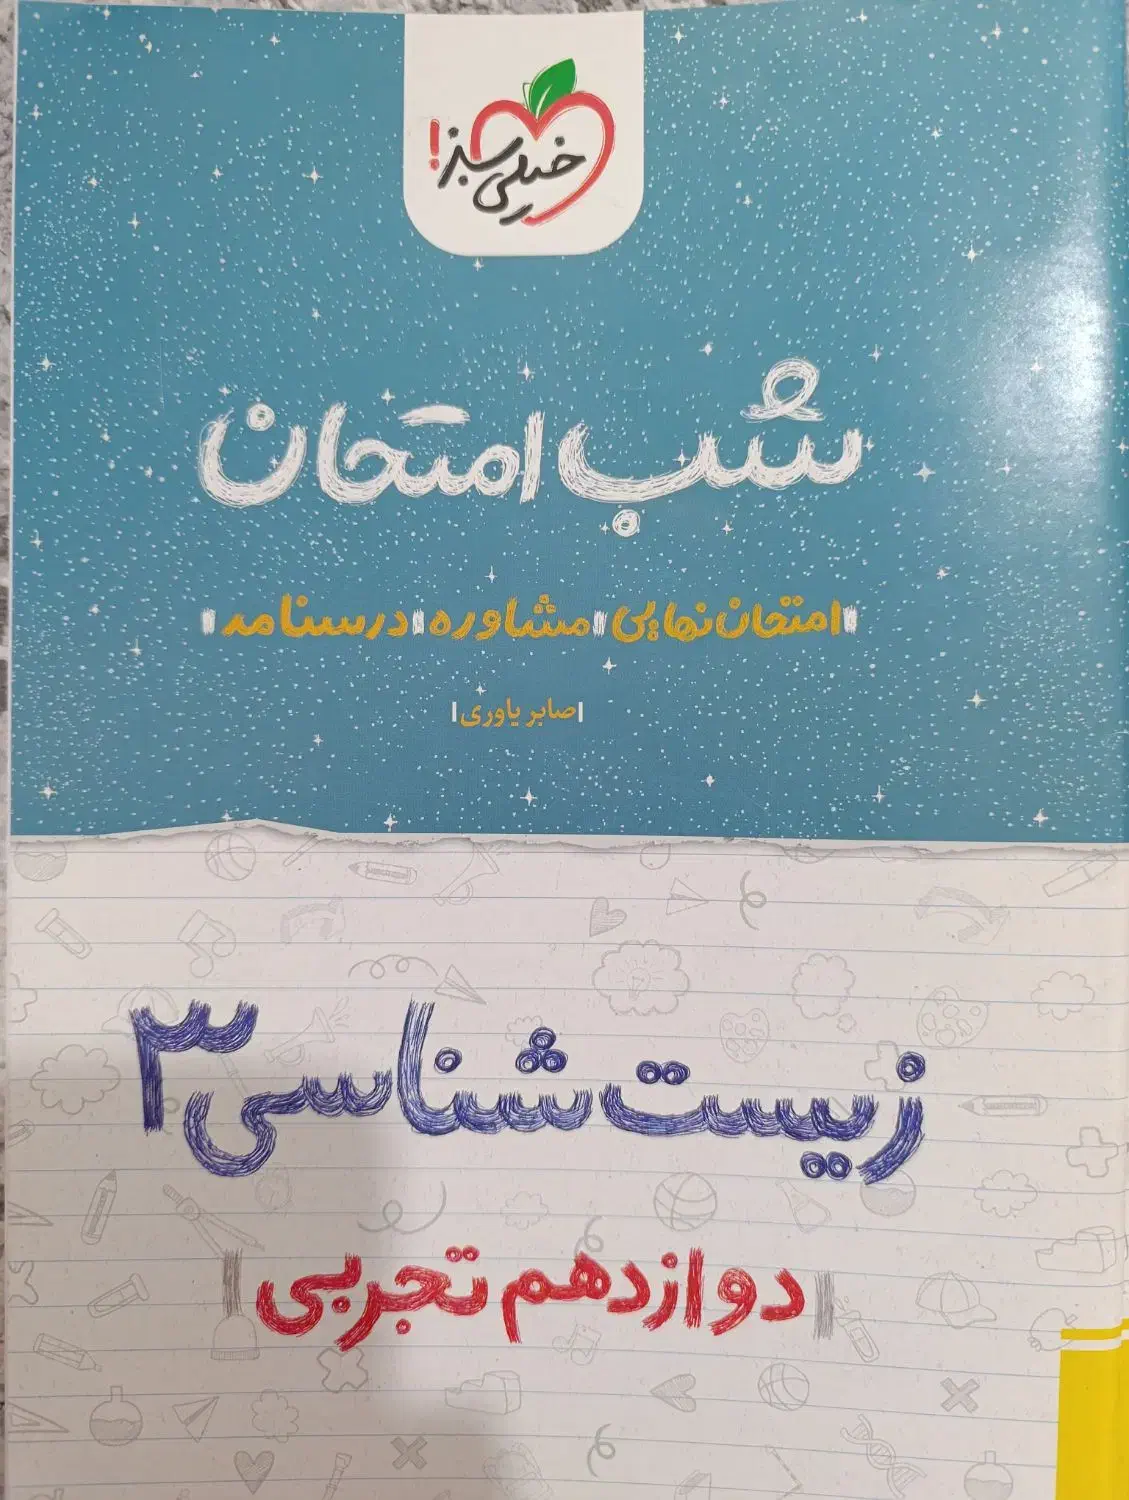 خیلی سبز!
شب امتحان
امتحان نهایی | مشاوره | درسنامه
| صابر یاوری |
زیست شناسی ۳
| دوازدهم تجربی |